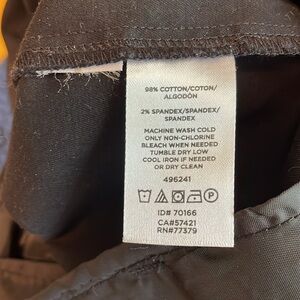 98% COTTON/COTON/
ALGODÓN
2% SPANDEX/SPANDEX/
SPANDEX
MACHINE WASH COLD
ONLY NON-CHLORINE
BLEACH WHEN NEEDED
TUMBLE DRY LOW
COOL IRON IF NEEDED
OR DRY CLEAN
496241
P
ID# 70166
CA#57421
RN#77379